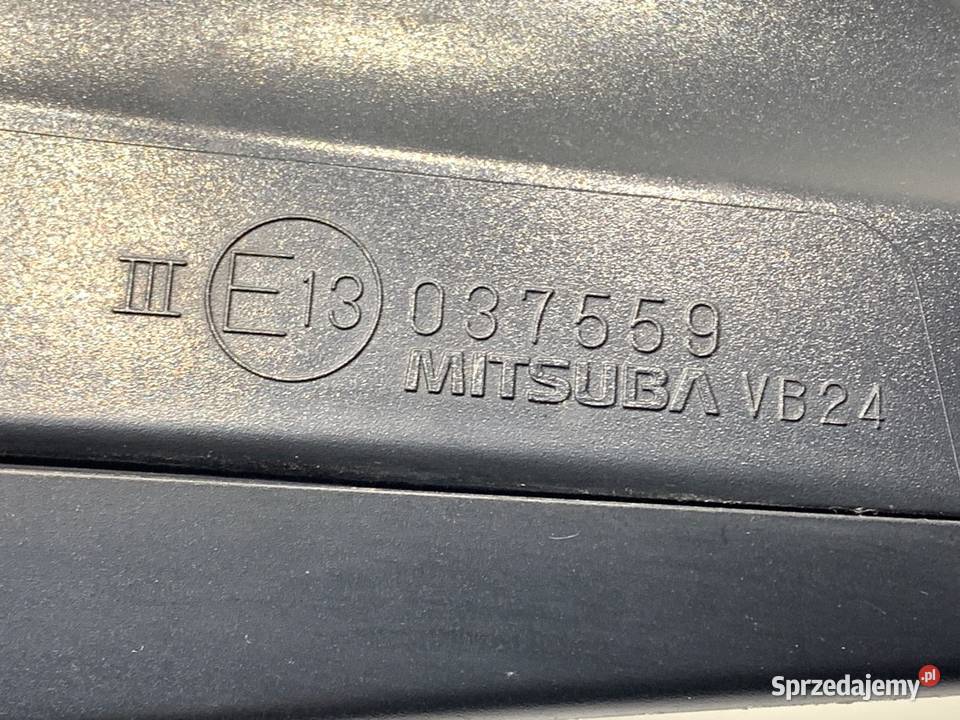 III E13 037559
MITSUBA VB24
Sprzedajemy.pl